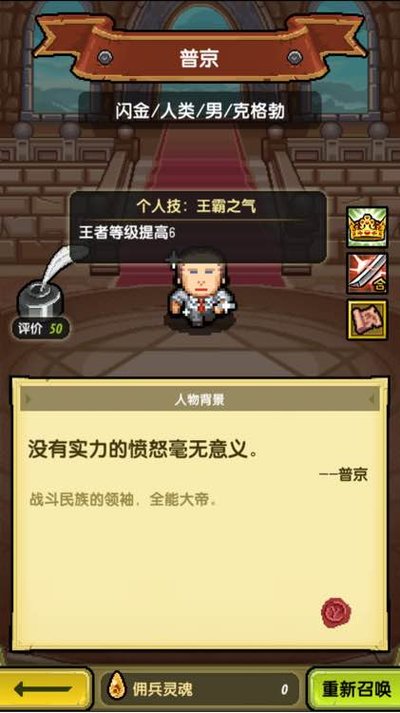 普京
闪金/人类/男/克格勃
个人技：王霸之气
王者等级提高6
合
评价 50
人物背景
没有实力的愤怒毫无意义。
--普京
战斗民族的领袖，全能大帝。
佣兵灵魂 0
重新召唤